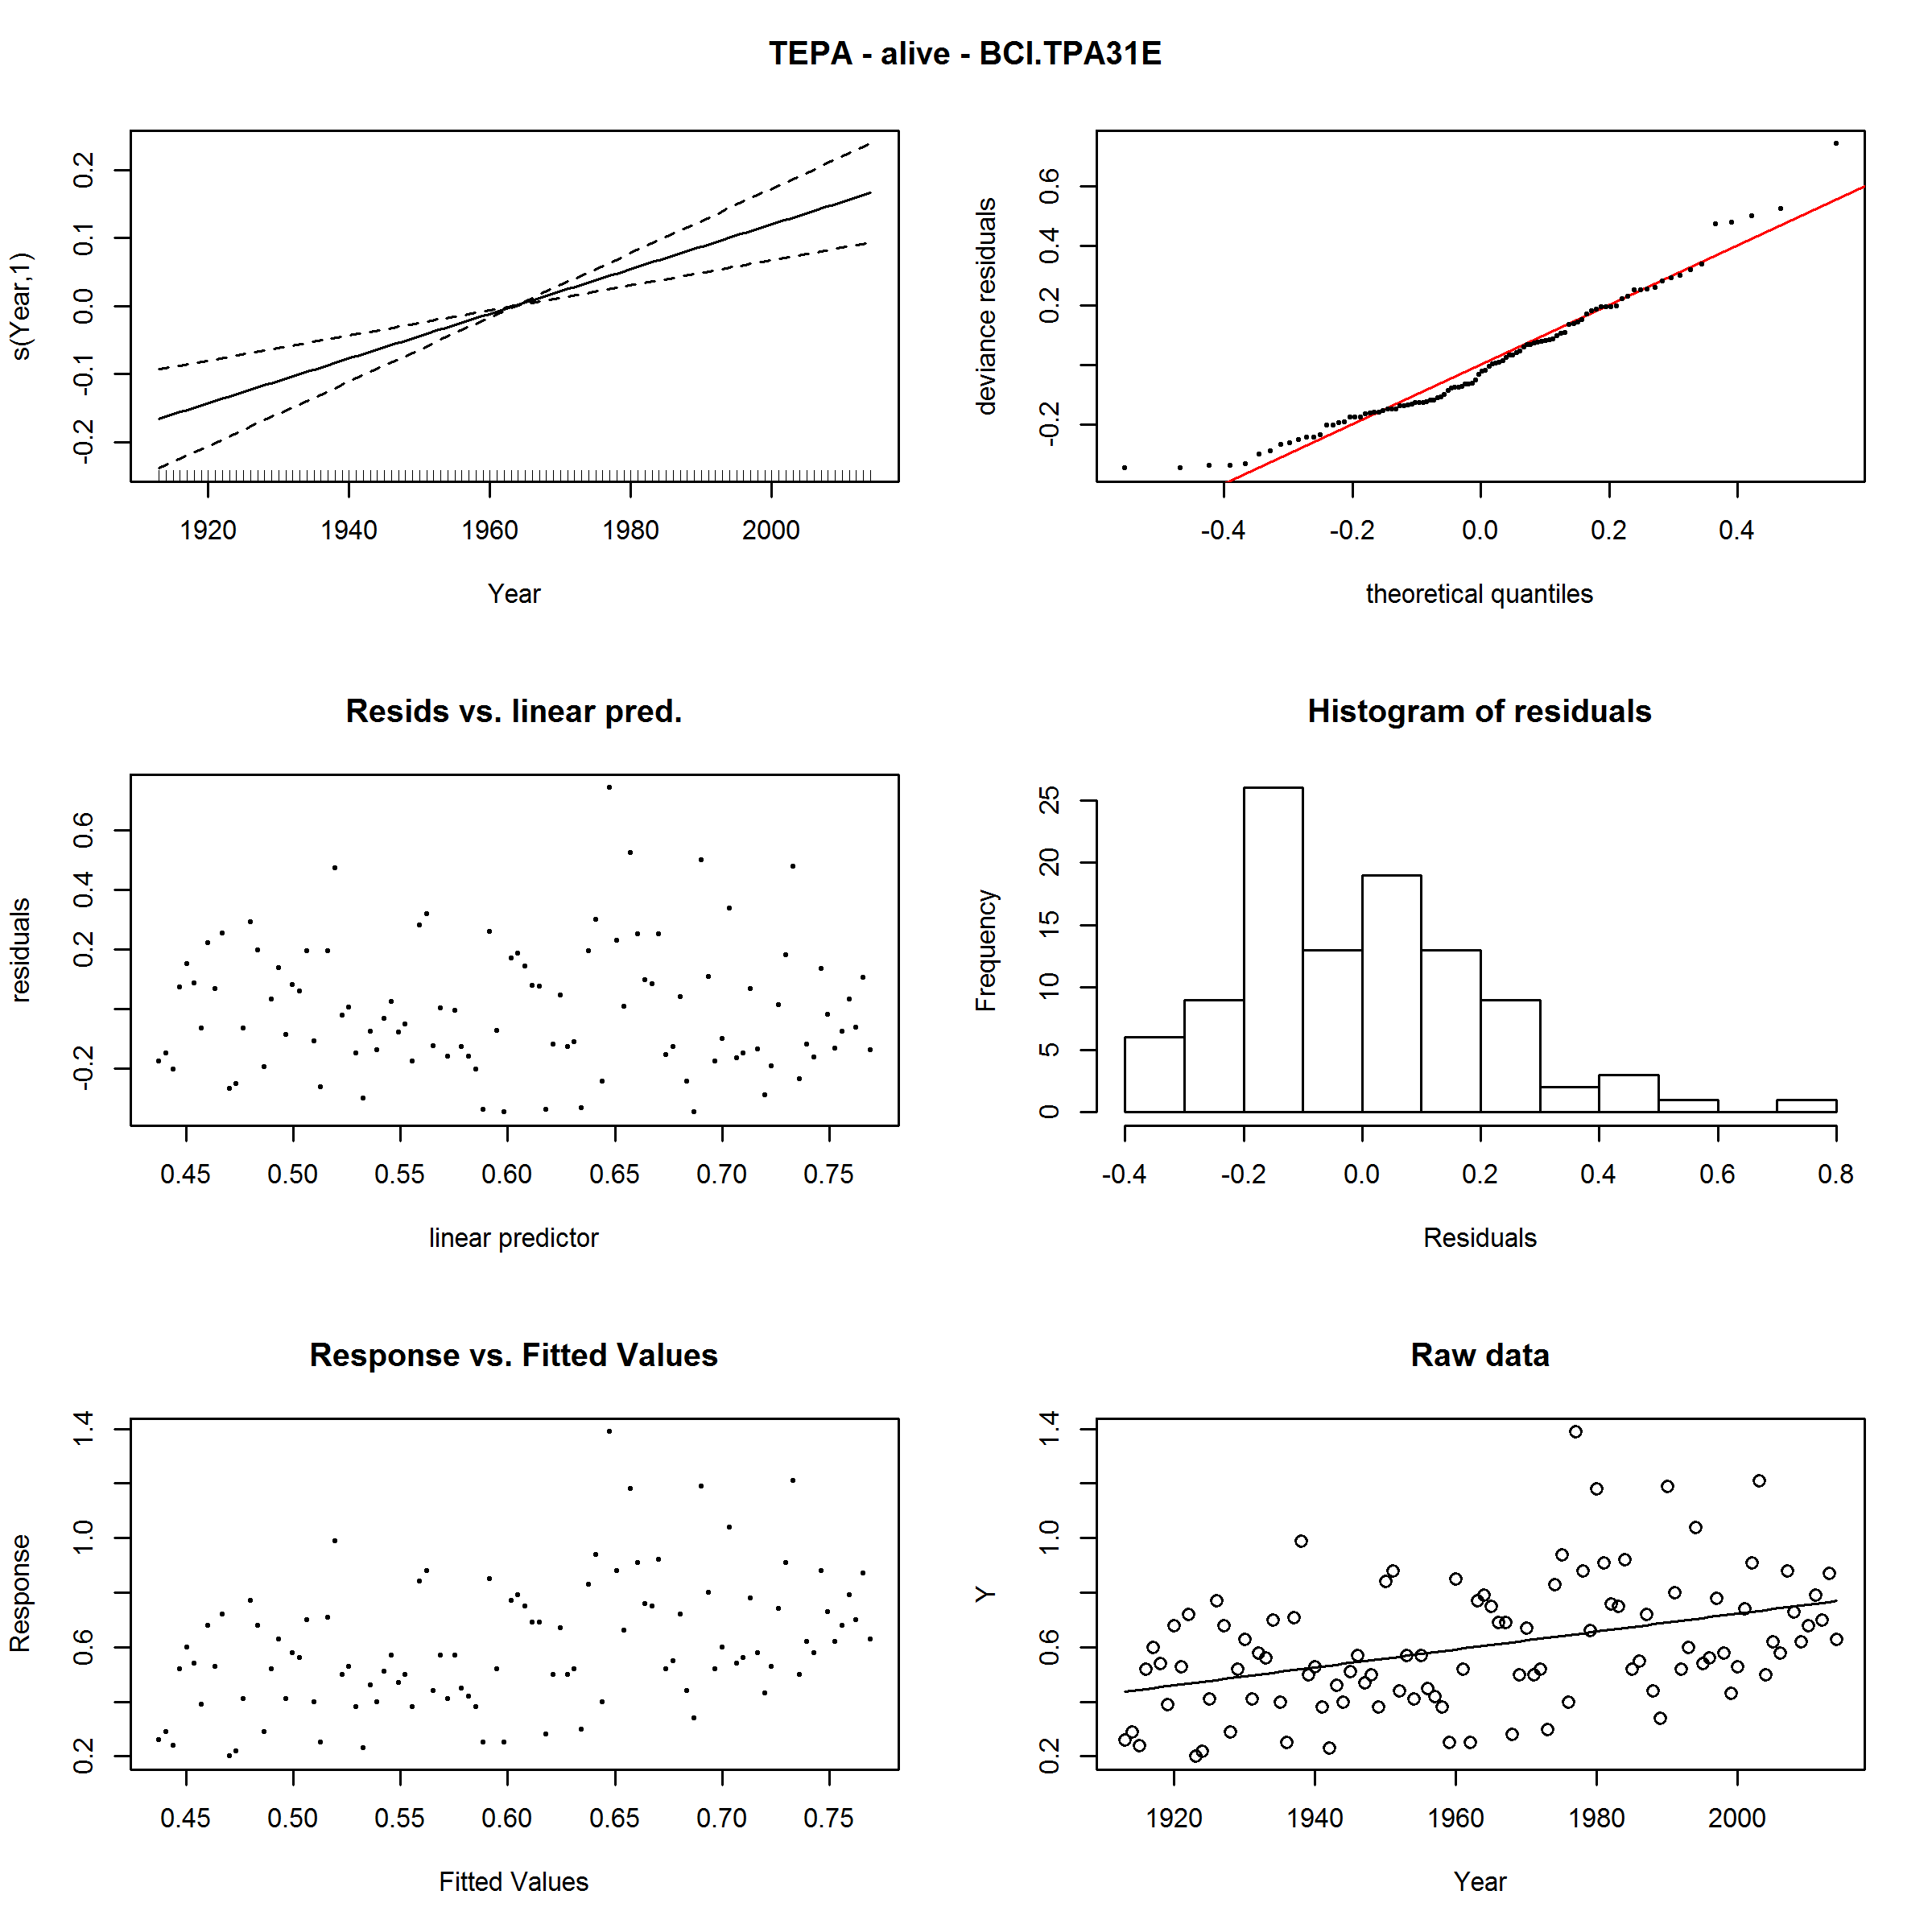 TEPA - alive - BCI.TPA31E
s(Year,1)
0.2
0.1
0.0
-0.1
-0.2
1920 1940 1960 1980 2000
Year
deviance residuals
0.6
0.4
0.2
-0.2
-0.4 -0.2 0.0 0.2 0.4
theoretical quantiles
Resids vs. linear pred.
residuals
0.6
0.4
0.2
-0.2
0.45 0.50 0.55 0.60 0.65 0.70 0.75
linear predictor
Histogram of residuals
Frequency
25
20
15
10
5
0
-0.4 -0.2 0.0 0.2 0.4 0.6 0.8
Residuals
Response vs. Fitted Values
Response
1.4
1.0
0.6
0.2
0.45 0.50 0.55 0.60 0.65 0.70 0.75
Fitted Values
Raw data
Y
1.4
1.0
0.6
0.2
1920 1940 1960 1980 2000
Year